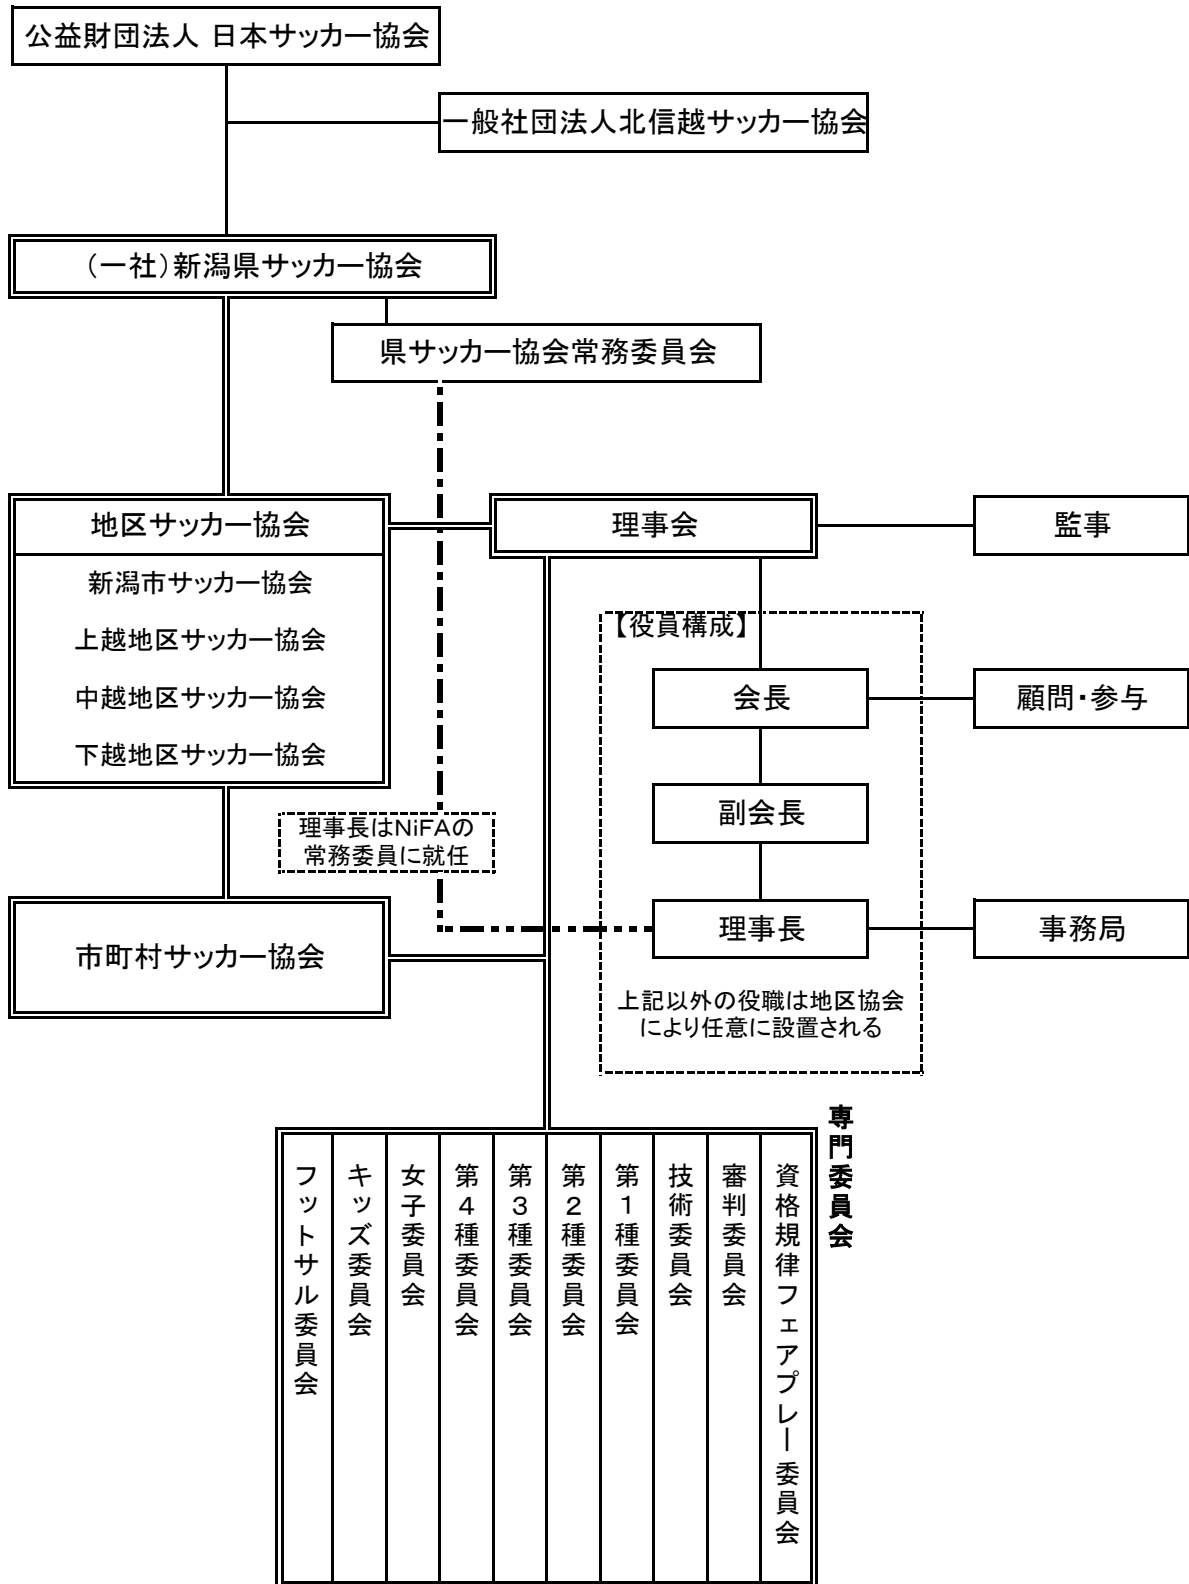 公益財団法人 日本サッカー協会
一般社団法人北信越サッカー協会
（一社）新潟県サッカー協会
県サッカー協会常務委員会
地区サッカー協会
理事会
監事
新潟市サッカー協会
上越地区サッカー協会
中越地区サッカー協会
下越地区サッカー協会
【役員構成】
会長
顧問・参与
副会長
理事長はNiFAの
常務委員に就任
理事長
事務局
市町村サッカー協会
上記以外の役職は地区協会
により任意に設置される
専門委員会
資格規律フェアプレー委員会
審判委員会
技術委員会
第１種委員会
第２種委員会
第３種委員会
第４種委員会
女子委員会
キッズ委員会
フットサル委員会